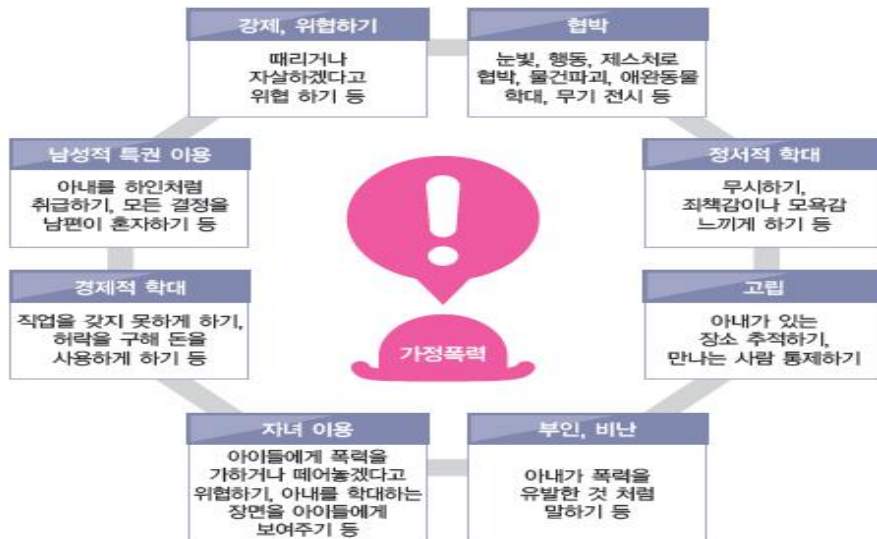 강제, 위협하기
때리거나
자살하겠다고
위협 하기 등
협박
눈빛, 행동, 제스처로
협박, 물건파괴, 애완동물
학대, 무기 전시 등
남성적 특권 이용
아내를 하인처럼
취급하기, 모든 결정을
남편이 혼자하기 등
정서적 학대
무시하기,
죄책감이나 모욕감
느끼게 하기 등
경제적 학대
직업을 갖지 못하게 하기,
허락을 구해 돈을
사용하게 하기 등
고립
아내가 있는
장소 추적하기,
만나는 사람 통제하기
가정폭력
자녀 이용
아이들에게 폭력을
가하거나 떼어놓겠다고
위협하기, 아내를 학대하는
장면을 아이들에게
보여주기 등
부인, 비난
아내가 폭력을
유발한 것 처럼
말하기 등